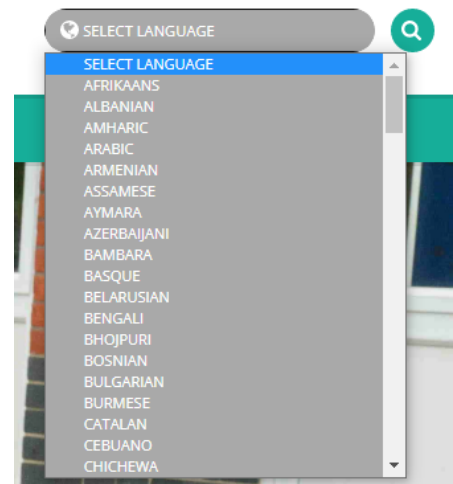 SELECT LANGUAGE
SELECT LANGUAGE
AFRIKAANS
ALBANIAN
AMHARIC
ARABIC
ARMENIAN
ASSAMESE
AYMARA
AZERBAIJANI
BAMBARA
BASQUE
BELARUSIAN
BENGALI
BHOJPURI
BOSNIAN
BULGARIAN
BURMESE
CATALAN
CEBUANO
CHICHEWA